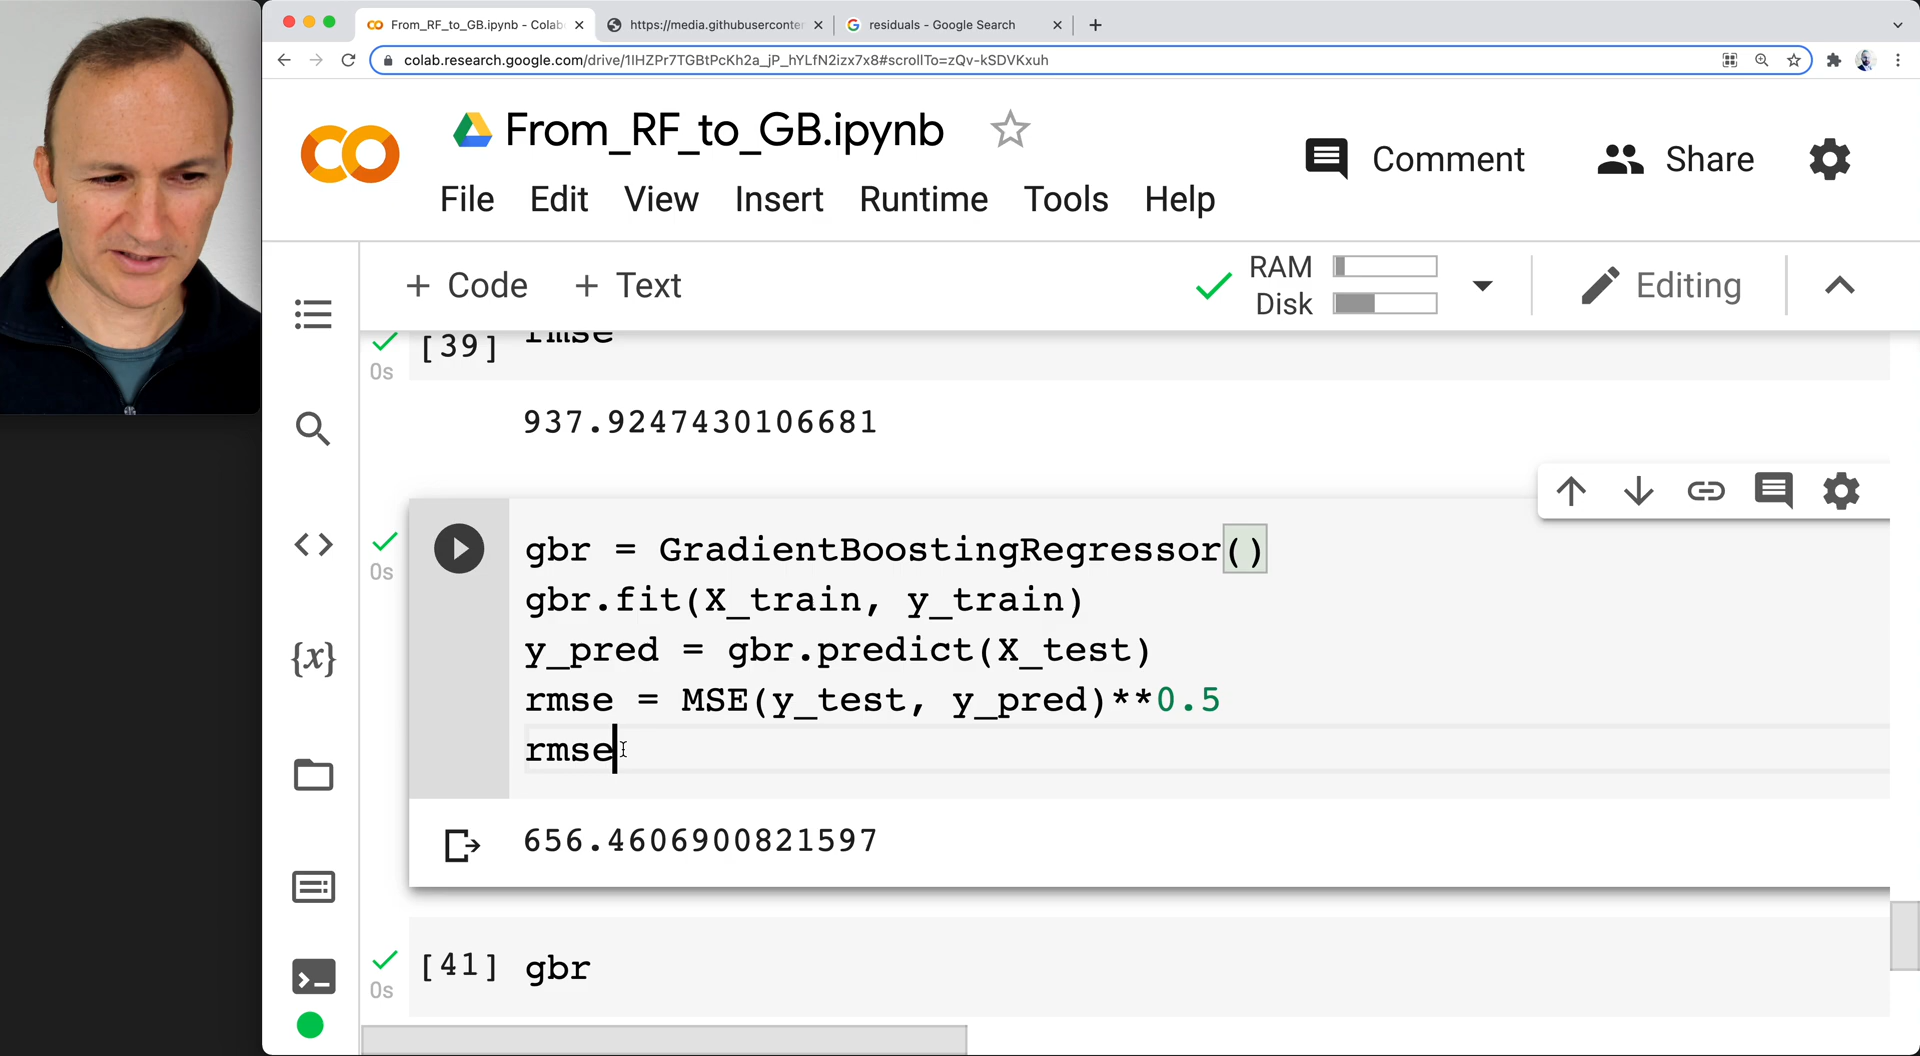 From_RF_to_GB.ipynb - Colab
https://media.githubuserconten
residuals - Google Search
colab.research.google.com/drive/1IHZPr7TGBtPcKh2a_jP_hYLfN2izx7x8#scrollTo=zQv-kSDVKxuh
From_RF_to_GB.ipynb
Comment
Share
File Edit View Insert Runtime Tools Help
+ Code + Text
RAM
Disk
Editing
[39] rmse
0s
937.9247430106681
gbr = GradientBoostingRegressor()
0s
gbr.fit(X_train, y_train)
y_pred = gbr.predict(X_test)
rmse = MSE(y_test, y_pred)**0.5
rmse
656.4606900821597
[41] gbr
0s